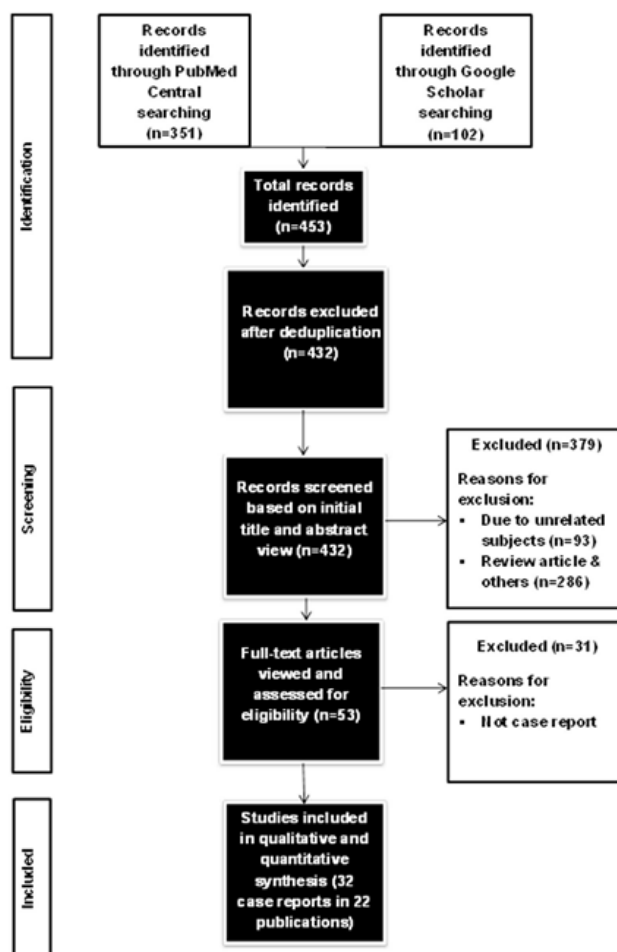 Records
identified
through PubMed
Central
searching
(n=351)
Records
identified
through Google
Scholar
searching
(n=102)
Identification
Total records
identified
(n=453)
Records excluded
after deduplication
(n=432)
Screening
Records screened
based on initial
title and abstract
view (n=432)
Excluded (n=379)
Reasons for
exclusion:
▪ Due to unrelated
subjects (n=93)
▪ Review article &
others (n=286)
Eligibility
Full-text articles
viewed and
assessed for
eligibility (n=53)
Excluded (n=31)
Reasons for
exclusion:
▪ Not case report
Included
Studies included
in qualitative and
quantitative
synthesis (32
case reports in 22
publications)